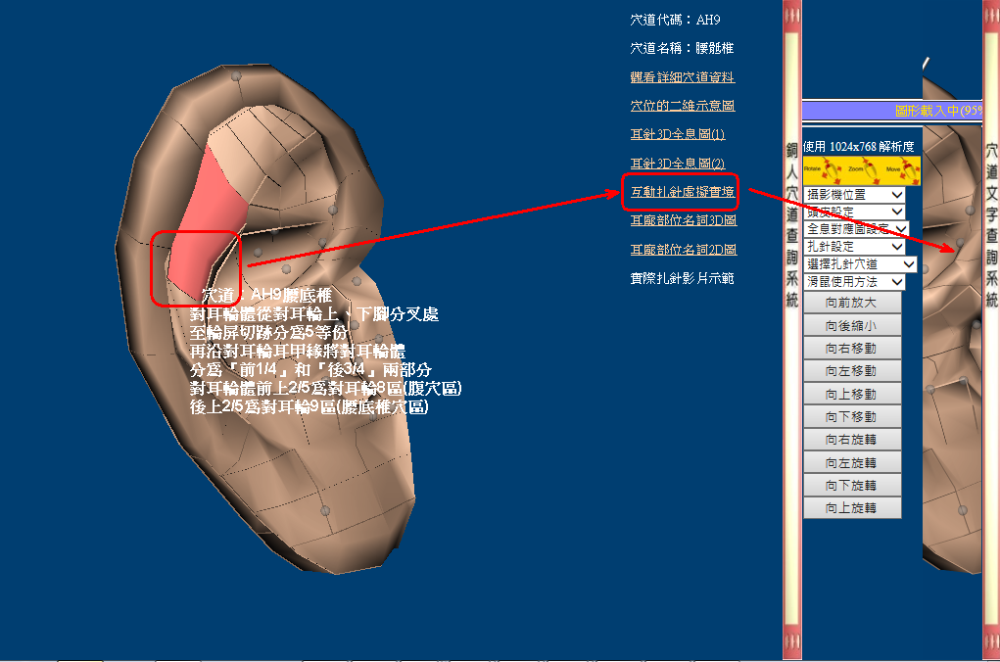 穴道代碼：AH9
穴道名稱：腰骶椎
觀看詳細穴道資料
穴位的二維示意圖
耳針3D全息圖(1)
耳針3D全息圖(2)
互動扎針虛擬實境
耳廓部位名詞3D圖
耳廓部位名詞2D圖
實際扎針影片示範
穴道：AH9腰底椎
對耳輪體從對耳輪上、下腳分叉處
至輪屏切跡分為5等份
再沿對耳輪耳甲緣將對耳輪體
分為『前1/4』和『後3/4』兩部分
對耳輪體前上2/5為對耳輪8區(腹穴區)
後上2/5為對耳輪9區(腰底椎穴區)
銅人穴道查詢系統
圖形載入中(95%
使用 1024x768 解析度
Rotate
Zoom
Move
攝影機位置
頭皮設定
全息對應圖設定
扎針設定
選擇扎針穴道
滑鼠使用方法
向前放大
向後縮小
向右移動
向左移動
向上移動
向下移動
向右旋轉
向左旋轉
向下旋轉
向上旋轉
穴道文字查詢系統